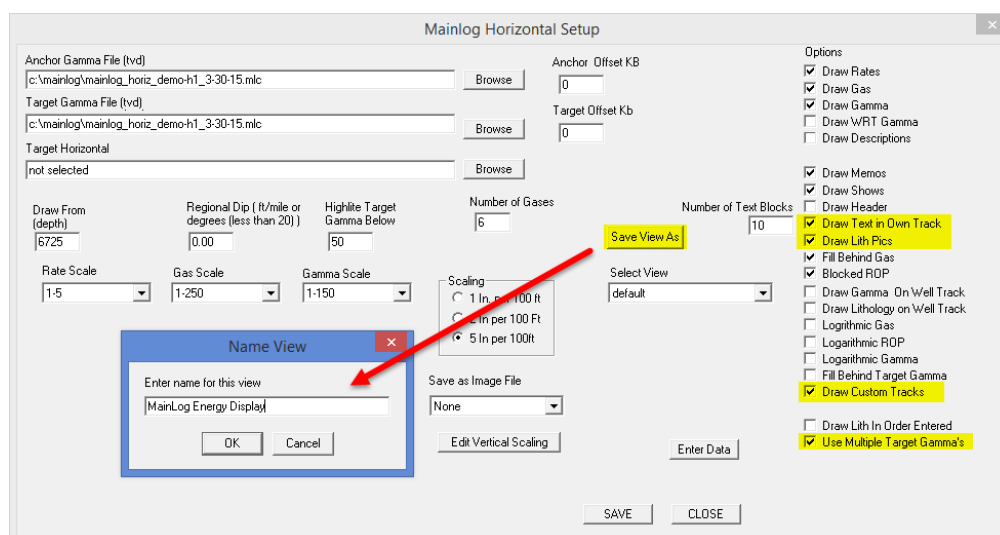 Mainlog Horizontal Setup
Anchor Gamma File (tvd)
c:\mainlog\mainlog_horiz_demo-h1_3-30-15.mlc
Browse
Target Gamma File (tvd)
c:\mainlog\mainlog_horiz_demo-h1_3-30-15.mlc
Browse
Target Horizontal
not selected
Browse
Anchor Offset KB
0
Target Offset Kb
0
Draw From
(depth)
6725
Regional Dip ( ft/mile or
degrees (less than 20) )
0.00
Highlite Target
Gamma Below
50
Number of Gases
6
Number of Text Blocks
10
Save View As
Rate Scale
1-5
Gas Scale
1-250
Gamma Scale
1-150
Scaling
1 In. per 100 ft
2 In per 100 Ft
5 In per 100ft
Select View
default
Name View
Enter name for this view
MainLog Energy Display
OK
Cancel
Save as Image File
None
Edit Vertical Scaling
Enter Data
SAVE
CLOSE
Options
Draw Rates
Draw Gas
Draw Gamma
Draw WRT Gamma
Draw Descriptions
Draw Memos
Draw Shows
Draw Header
Draw Text in Own Track
Draw Lith Pics
Fill Behind Gas
Blocked ROP
Draw Gamma On Well Track
Draw Lithology on Well Track
Logrithmic Gas
Logarithmic ROP
Logarithmic Gamma
Fill Behind Target Gamma
Draw Custom Tracks
Draw Lith In Order Entered
Use Multiple Target Gamma's